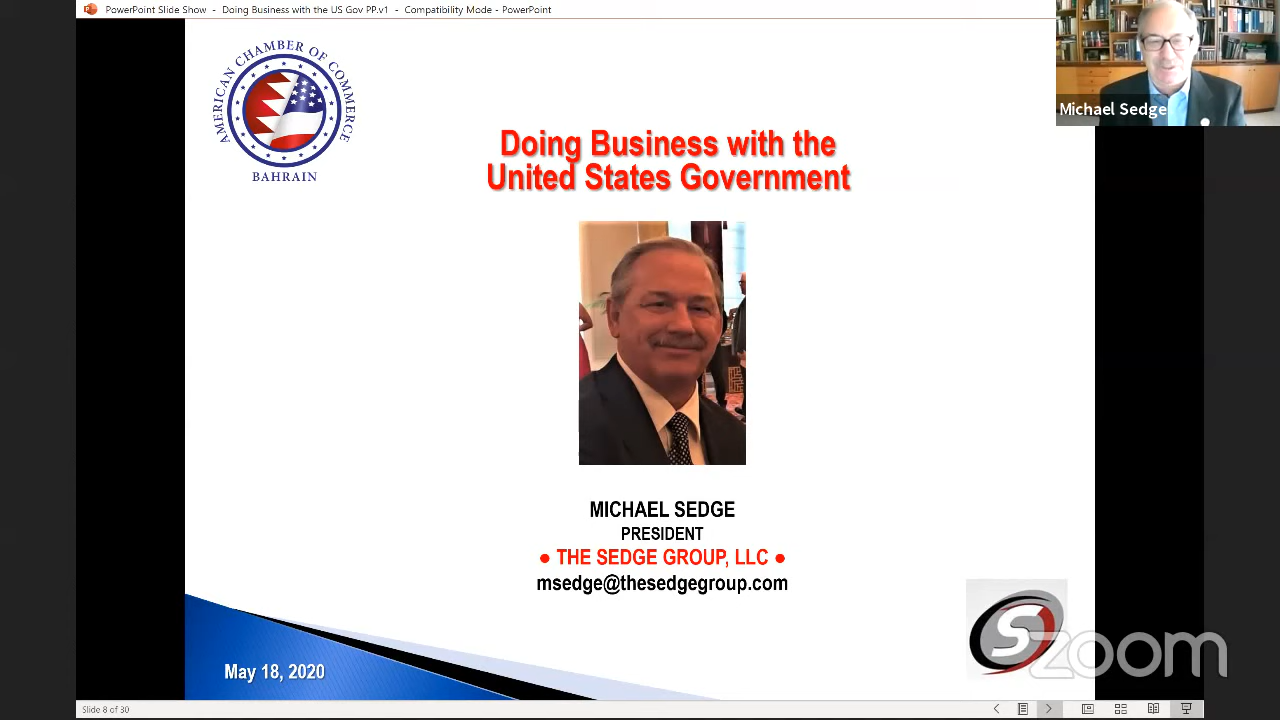 PowerPoint Slide Show - Doing Business with the US Gov PP.v1 - Compatibility Mode - PowerPoint
AMERICAN CHAMBER OF COMMERCE
BAHRAIN
Michael Sedge
Doing Business with the
United States Government
MICHAEL SEDGE
PRESIDENT
● THE SEDGE GROUP, LLC ●
msedge@thesedgegroup.com
S
zoom
May 18, 2020
Slide 8 of 30